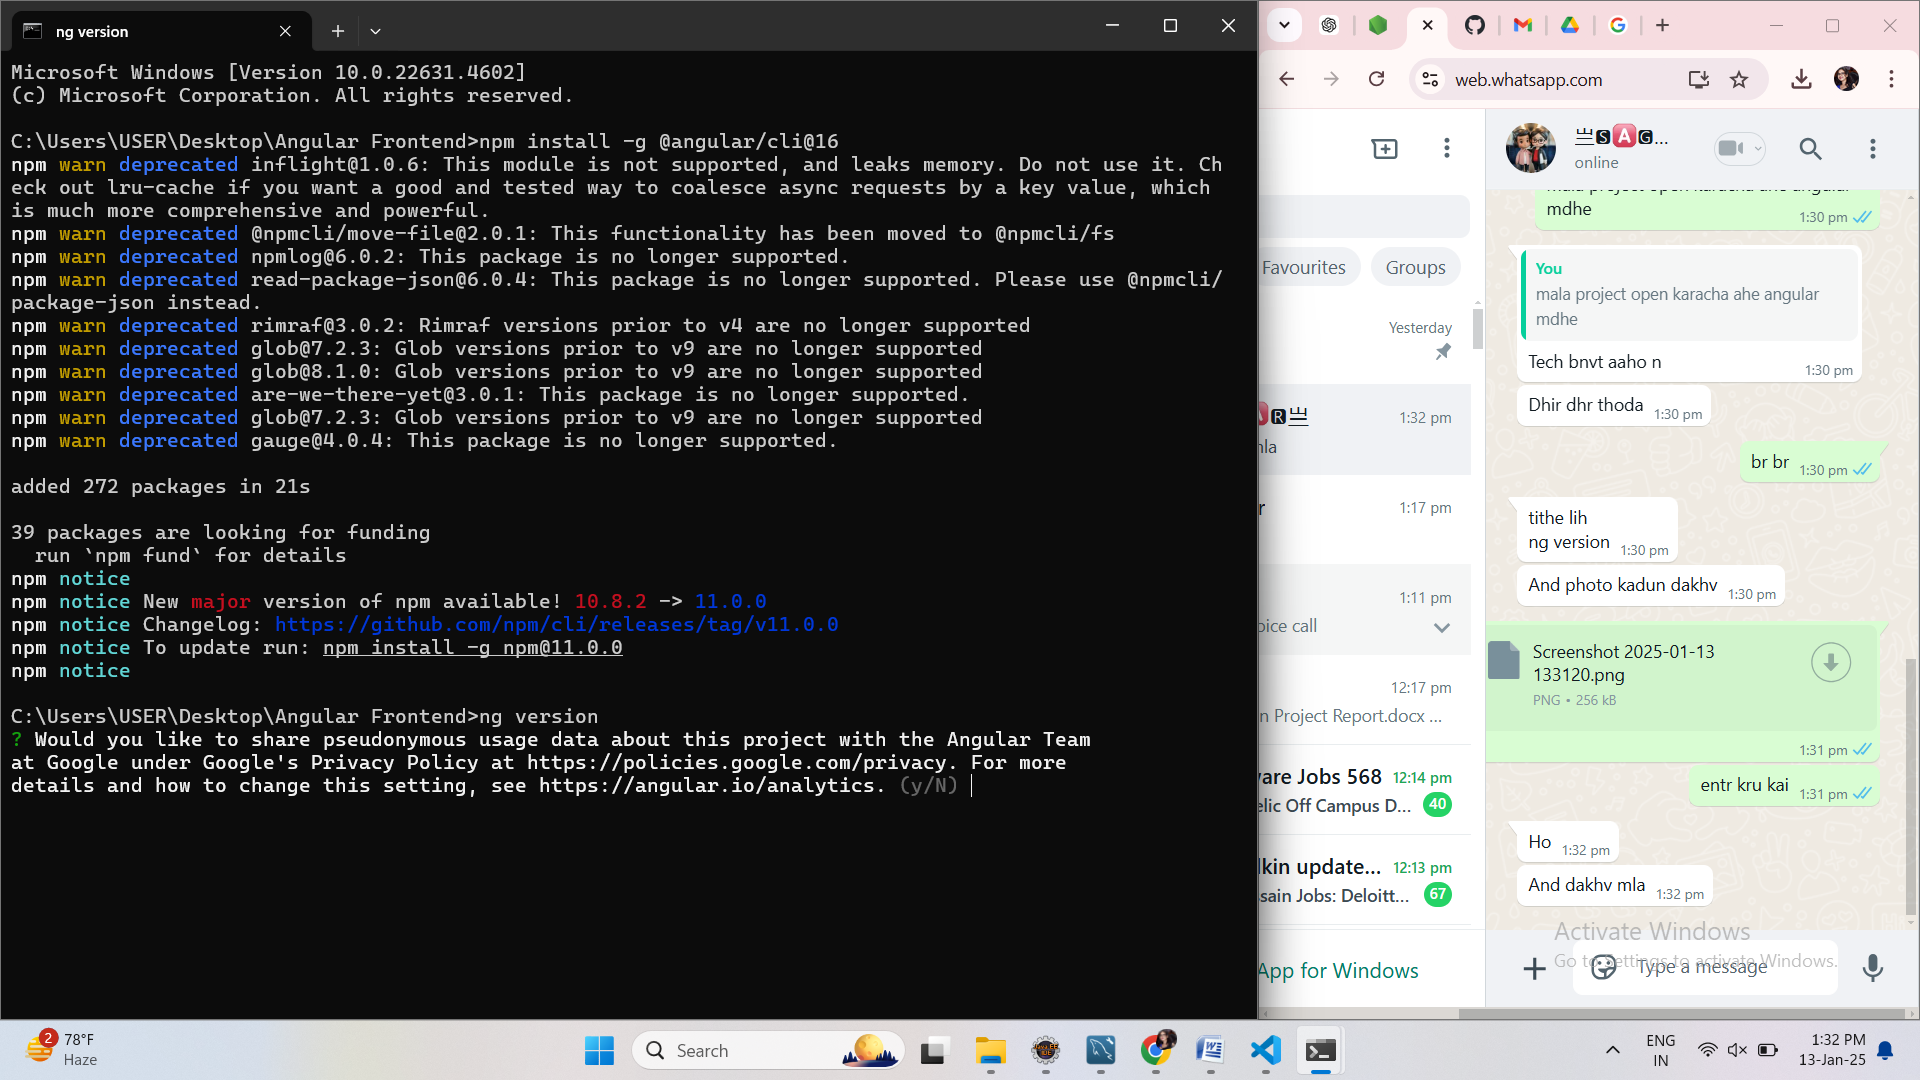 ng version
Microsoft Windows [Version 10.0.22631.4602]
(c) Microsoft Corporation. All rights reserved.
C:\Users\USER\Desktop\Angular Frontend>npm install -g @angular/cli@16
npm warn deprecated inflight@1.0.6: This module is not supported, and leaks memory. Do not use it. Ch
eck out lru-cache if you want a good and tested way to coalesce async requests by a key value, which
is much more comprehensive and powerful.
npm warn deprecated @npmcli/move-file@2.0.1: This functionality has been moved to @npmcli/fs
npm warn deprecated npmlog@6.0.2: This package is no longer supported.
npm warn deprecated read-package-json@6.0.4: This package is no longer supported. Please use @npmcli/
package-json instead.
npm warn deprecated rimraf@3.0.2: Rimraf versions prior to v4 are no longer supported
npm warn deprecated glob@7.2.3: Glob versions prior to v9 are no longer supported
npm warn deprecated glob@8.1.0: Glob versions prior to v9 are no longer supported
npm warn deprecated are-we-there-yet@3.0.1: This package is no longer supported.
npm warn deprecated glob@7.2.3: Glob versions prior to v9 are no longer supported
npm warn deprecated gauge@4.0.4: This package is no longer supported.
added 272 packages in 21s
39 packages are looking for funding
run `npm fund` for details
npm notice
npm notice New major version of npm available! 10.8.2 -> 11.0.0
npm notice Changelog: https://github.com/npm/cli/releases/tag/v11.0.0
npm notice To update run: npm install -g npm@11.0.0
npm notice
C:\Users\USER\Desktop\Angular Frontend>ng version
? Would you like to share pseudonymous usage data about this project with the Angular Team
at Google under Google's Privacy Policy at https://policies.google.com/privacy. For more
details and how to change this setting, see https://angular.io/analytics. (y/N)
web.whatsapp.com
Favourites
Groups
Yesterday
1:32 pm
1:17 pm
1:11 pm
oice call
12:17 pm
n Project Report.docx ...
ware Jobs 568 12:14 pm
elic Off Campus D... 40
lkin update... 12:13 pm
ssain Jobs: Deloitt... 67
App for Windows
online
mala project open karacha ahe angular
mdhe 1:30 pm
You
mala project open karacha ahe angular
mdhe
Tech bnvt aaho n 1:30 pm
Dhir dhr thoda 1:30 pm
br br 1:30 pm
tithe lih
ng version 1:30 pm
And photo kadun dakhv 1:30 pm
Screenshot 2025-01-13
133120.png
PNG • 256 kB
1:31 pm
entr kru kai 1:31 pm
Ho 1:32 pm
And dakhv mla 1:32 pm
Activate Windows
Go to Settings to activate Windows.
Type a message
2
78°F
Haze
Search
ENG
IN
1:32 PM
13-Jan-25